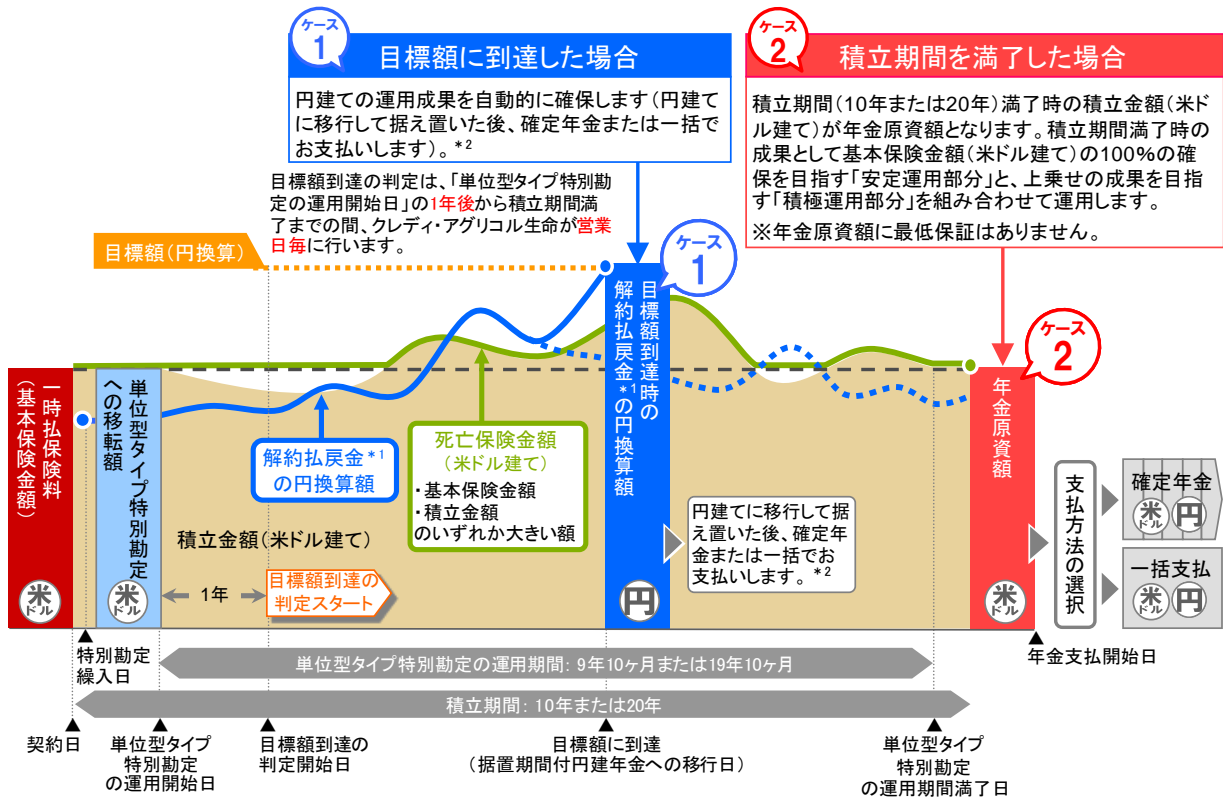 ケース
1
目標額に到達した場合
円建ての運用成果を自動的に確保します(円建て
に移行して据え置いた後、確定年金または一括で
お支払いします)。*2
ケース
2
積立期間を満了した場合
積立期間(10年または20年)満了時の積立金額(米ド
ル建て)が年金原資額となります。積立期間満了時の
成果として基本保険金額(米ドル建て)の100%の確
保を目指す「安定運用部分」と、上乗せの成果を目指
す「積極運用部分」を組み合わせて運用します。
※年金原資額に最低保証はありません。
目標額到達の判定は、「単位型タイプ特別勘
定の運用開始日」の1年後から積立期間満
了までの間、クレディ・アグリコル生命が営業
日毎に行います。
目標額(円換算)
ケース
1
ケース
2
一時払保険料
(基本保険金額)
米
ドル
単位型タイプ特別勘定
への移転額
米
ドル
解約払戻金*1
の円換算額
死亡保険金額
(米ドル建て)
・基本保険金額
・積立金額
のいずれか大きい額
目標額到達時の
解約払戻金*1の円換算額
円
円建てに移行して据
え置いた後、確定年
金または一括でお
支払いします。*2
年金原資額
米
ドル
積立金額(米ドル建て)
1年
目標額到達の
判定スタート
支払方法の選択
確定年金
米
ドル
円
一括支払
米
ドル
円
特別勘定
繰入日
単位型タイプ特別勘定の運用期間:9年10ヶ月または19年10ヶ月
年金支払開始日
積立期間:10年または20年
契約日
単位型タイプ
特別勘定
の運用開始日
目標額到達の
判定開始日
目標額に到達
(据置期間付円建年金への移行日)
単位型タイプ
特別勘定
の運用期間満了日